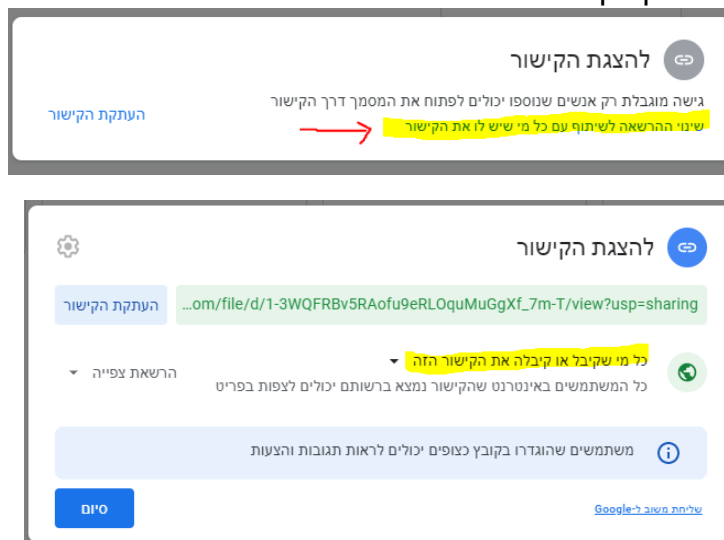 להצגת הקישור
גישה מוגבלת רק אנשים שנוספו יכולים לפתוח את המסמך דרך הקישור
שינוי ההרשאה לשיתוף עם כל מי שיש לו את הקישור
העתקת הקישור
להצגת הקישור
...om/file/d/1-3WQFRBv5RAofu9eRLOquMuGgXf_7m-T/view?usp=sharing
העתקת הקישור
כל מי שקיבל או קיבלה את הקישור הזה
כל המשתמשים באינטרנט שהקישור נמצא ברשותם יכולים לצפות בפריט
הרשאת צפייה
משתמשים שהוגדרו בקובץ כצופים יכולים לראות תגובות והצעות
שליחת משוב ל-Google
סיום